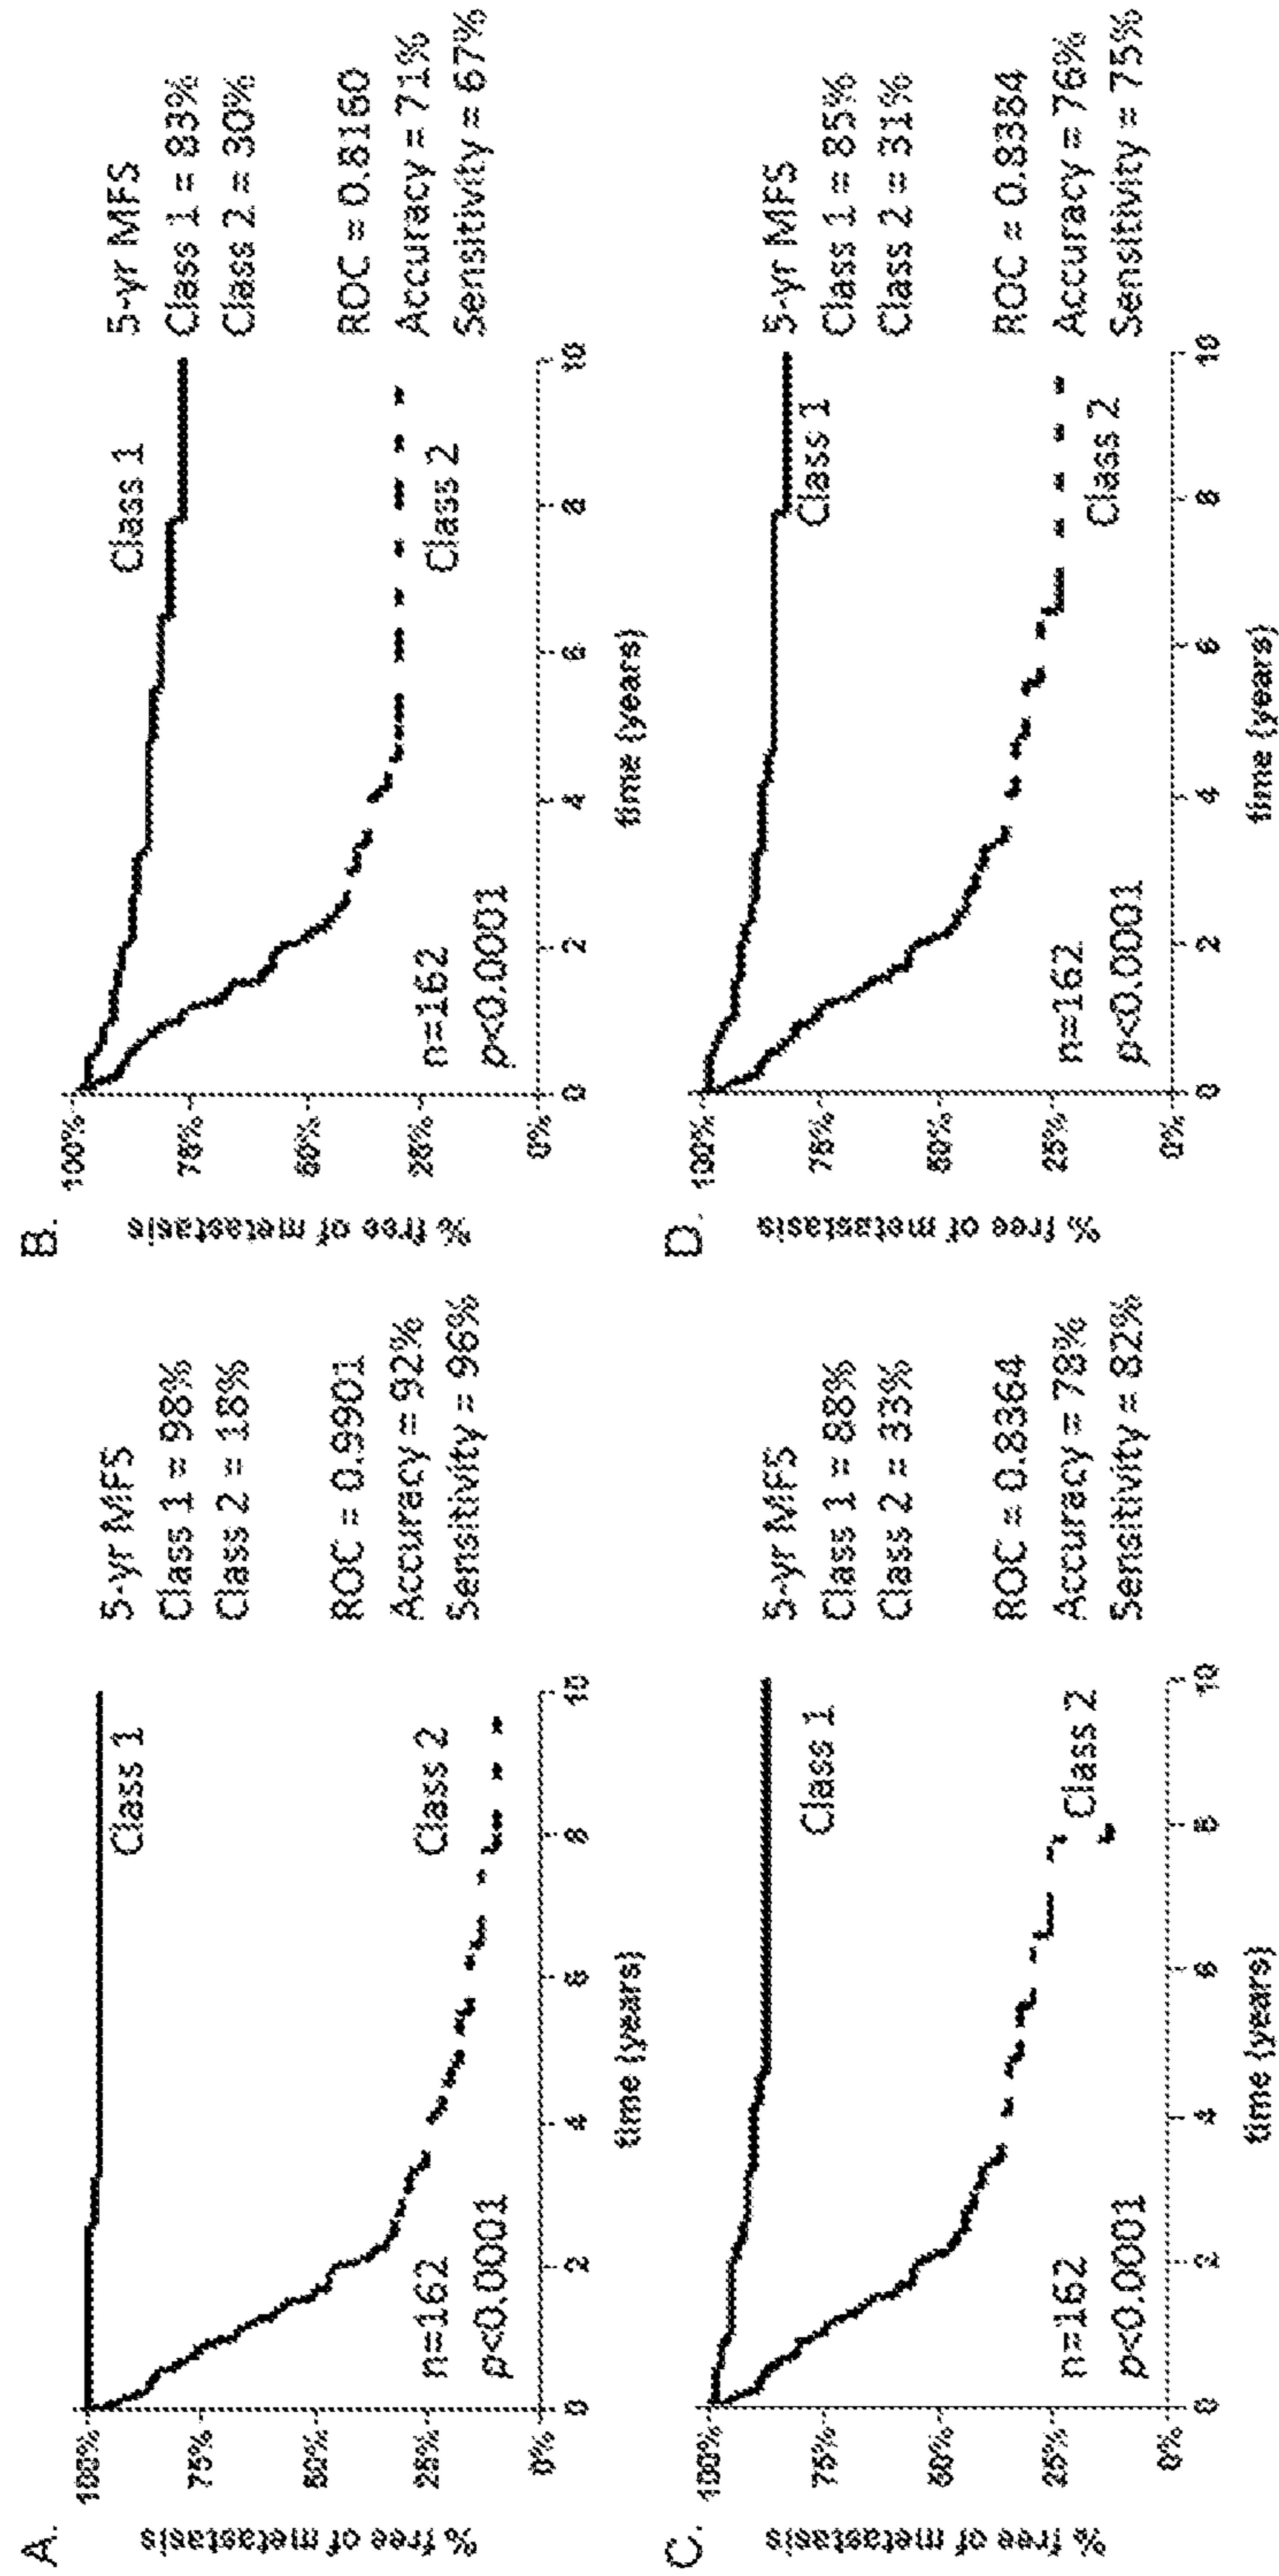 A.
% free of metastasis
100%
75%
50%
25%
0%
0
2
4
6
8
10
time (years)
n=162
p<0.0001
Class 1
Class 2
5-yr MFS
Class 1 = 98%
Class 2 = 18%
ROC = 0.9901
Accuracy = 92%
Sensitivity = 96%
B.
% free of metastasis
100%
75%
50%
25%
0%
0
2
4
6
8
10
time (years)
n=162
p<0.0001
Class 1
Class 2
5-yr MFS
Class 1 = 83%
Class 2 = 30%
ROC = 0.8160
Accuracy = 71%
Sensitivity = 67%
C.
% free of metastasis
100%
75%
50%
25%
0%
0
2
4
6
8
10
time (years)
n=162
p<0.0001
Class 1
Class 2
5-yr MFS
Class 1 = 88%
Class 2 = 33%
ROC = 0.8364
Accuracy = 78%
Sensitivity = 82%
D.
% free of metastasis
100%
75%
50%
25%
0%
0
2
4
6
8
10
time (years)
n=162
p<0.0001
Class 1
Class 2
5-yr MFS
Class 1 = 85%
Class 2 = 31%
ROC = 0.8384
Accuracy = 76%
Sensitivity = 75%